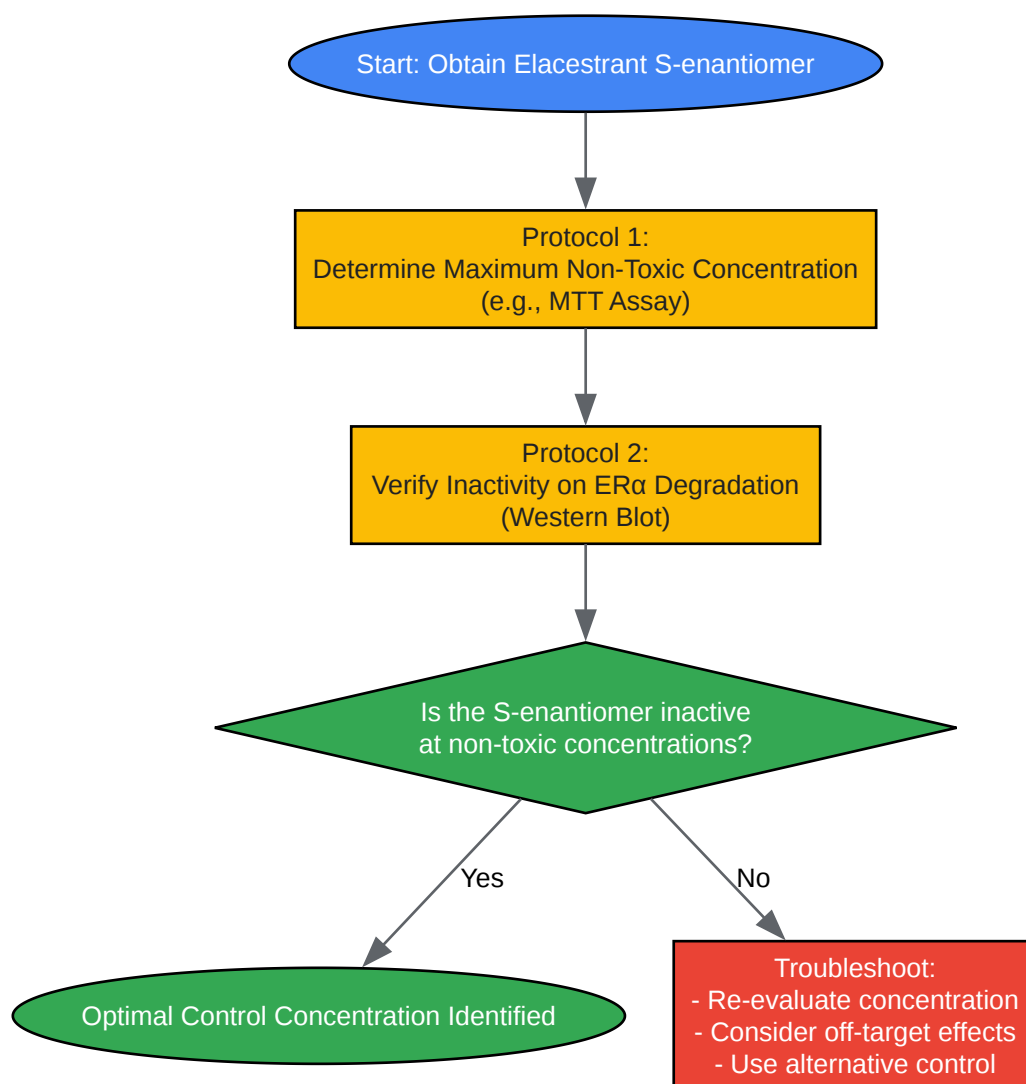 Start: Obtain Elacestrant S-enantiomer
Protocol 1:
Determine Maximum Non-Toxic Concentration
(e.g., MTT Assay)
Protocol 2:
Verify Inactivity on ERα Degradation
(Western Blot)
Is the S-enantiomer inactive
at non-toxic concentrations?
Yes
No
Optimal Control Concentration Identified
Troubleshoot:
- Re-evaluate concentration
- Consider off-target effects
- Use alternative control